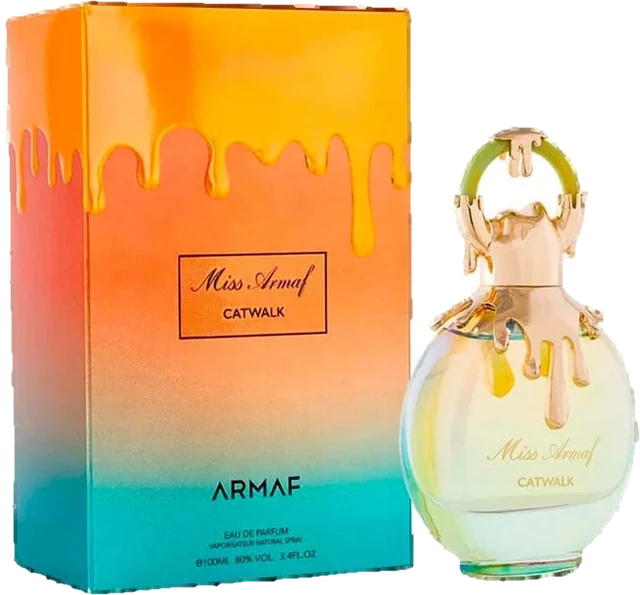 Miss Armaf
CATWALK
ARMAF
EAU DE PARFUM
VAPORISATEUR NATURAL SPRAY
℮100ML 80% VOL. 3.4FL.OZ
Miss Armaf
CATWALK